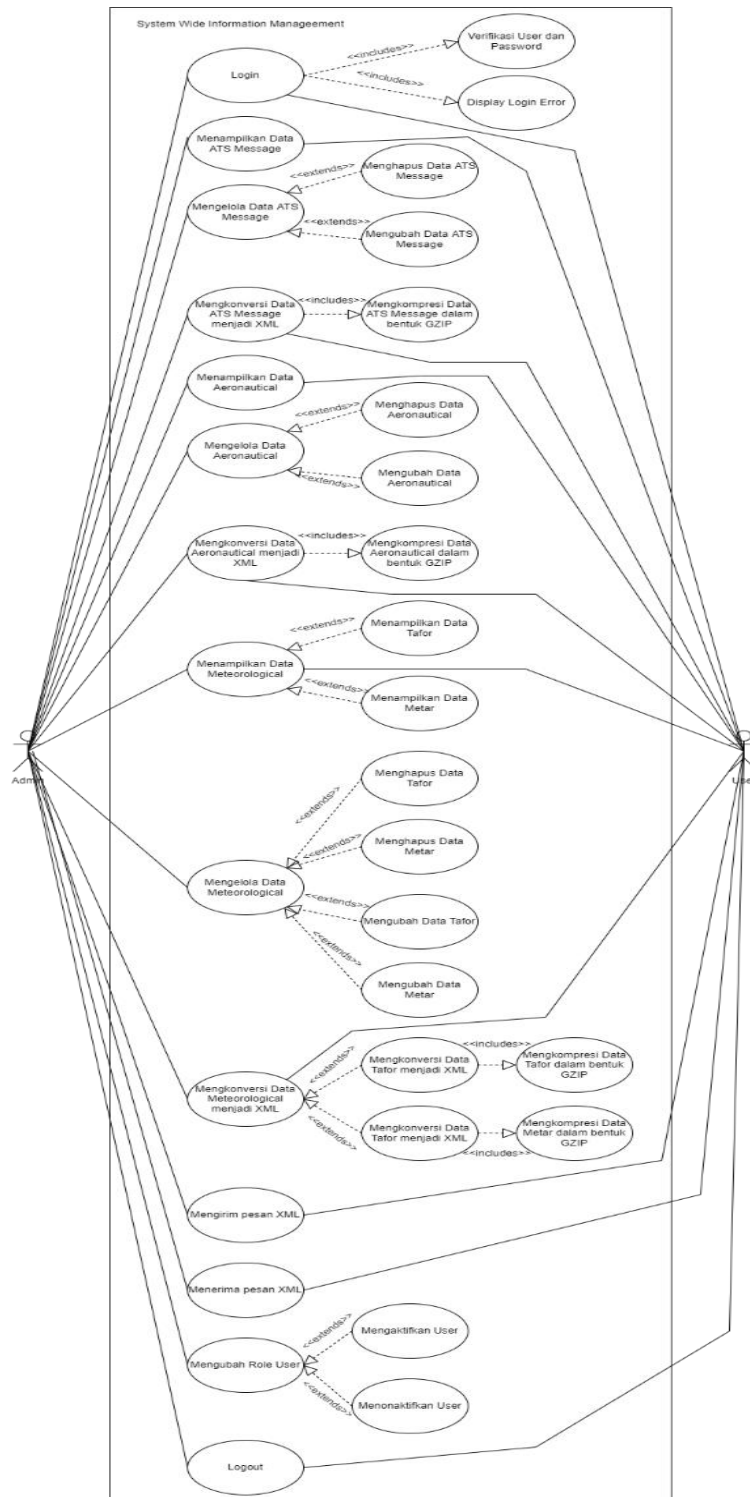 System Wide Information Manageement
Login
<<includes>>
Verifikasi User dan
Password
<<includes>>
Display Login Error
Menampilkan Data
ATS Message
Mengelola Data ATS
Message
<<extends>>
Menghapus Data ATS
Message
<<extends>>
Mengubah Data ATS
Message
Mengkonversi Data
ATS Message
menjadi XML
<<includes>>
Mengkompresi Data
ATS Message dalam
bentuk GZIP
Menampilkan Data
Aeronautical
Mengelola Data
Aeronautical
<<extends>>
Menghapus Data
Aeronautical
<<extends>>
Mengubah Data
Aeronautical
Mengkonversi Data
Aeronautical menjadi
XML
<<includes>>
Mengkompresi Data
Aeronautical dalam
bentuk GZIP
Menampilkan Data
Meteorological
<<extends>>
Menampilkan Data
Tafor
<<extends>>
Menampilkan Data
Metar
Admin
User
Mengelola Data
Meteorological
<<extends>>
Menghapus Data
Tafor
<<extends>>
Menghapus Data
Metar
<<extends>>
Mengubah Data Tafor
<<extends>>
Mengubah Data
Metar
Mengkonversi Data
Meteorological
menjadi XML
<<extends>>
Mengkonversi Data
Tafor menjadi XML
<<includes>>
Mengkompresi Data
Tafor dalam bentuk
GZIP
<<extends>>
Mengkonversi Data
Tafor menjadi XML
<<includes>>
Mengkompresi Data
Metar dalam bentuk
GZIP
Mengirim pesan XML
Menerima pesan XML
Mengubah Role User
<<extends>>
Mengaktifkan User
<<extends>>
Menonaktifkan User
Logout